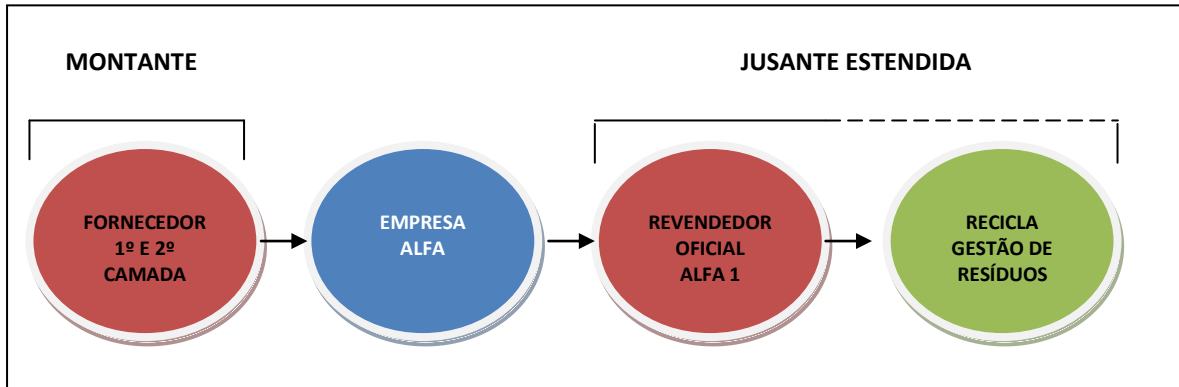 MONTANTE
JUSANTE ESTENDIDA
FORNECEDOR
1º E 2º
CAMADA
EMPRESA
ALFA
REVENDEDOR
OFICIAL
ALFA 1
RECICLA
GESTÃO DE
RESÍDUOS